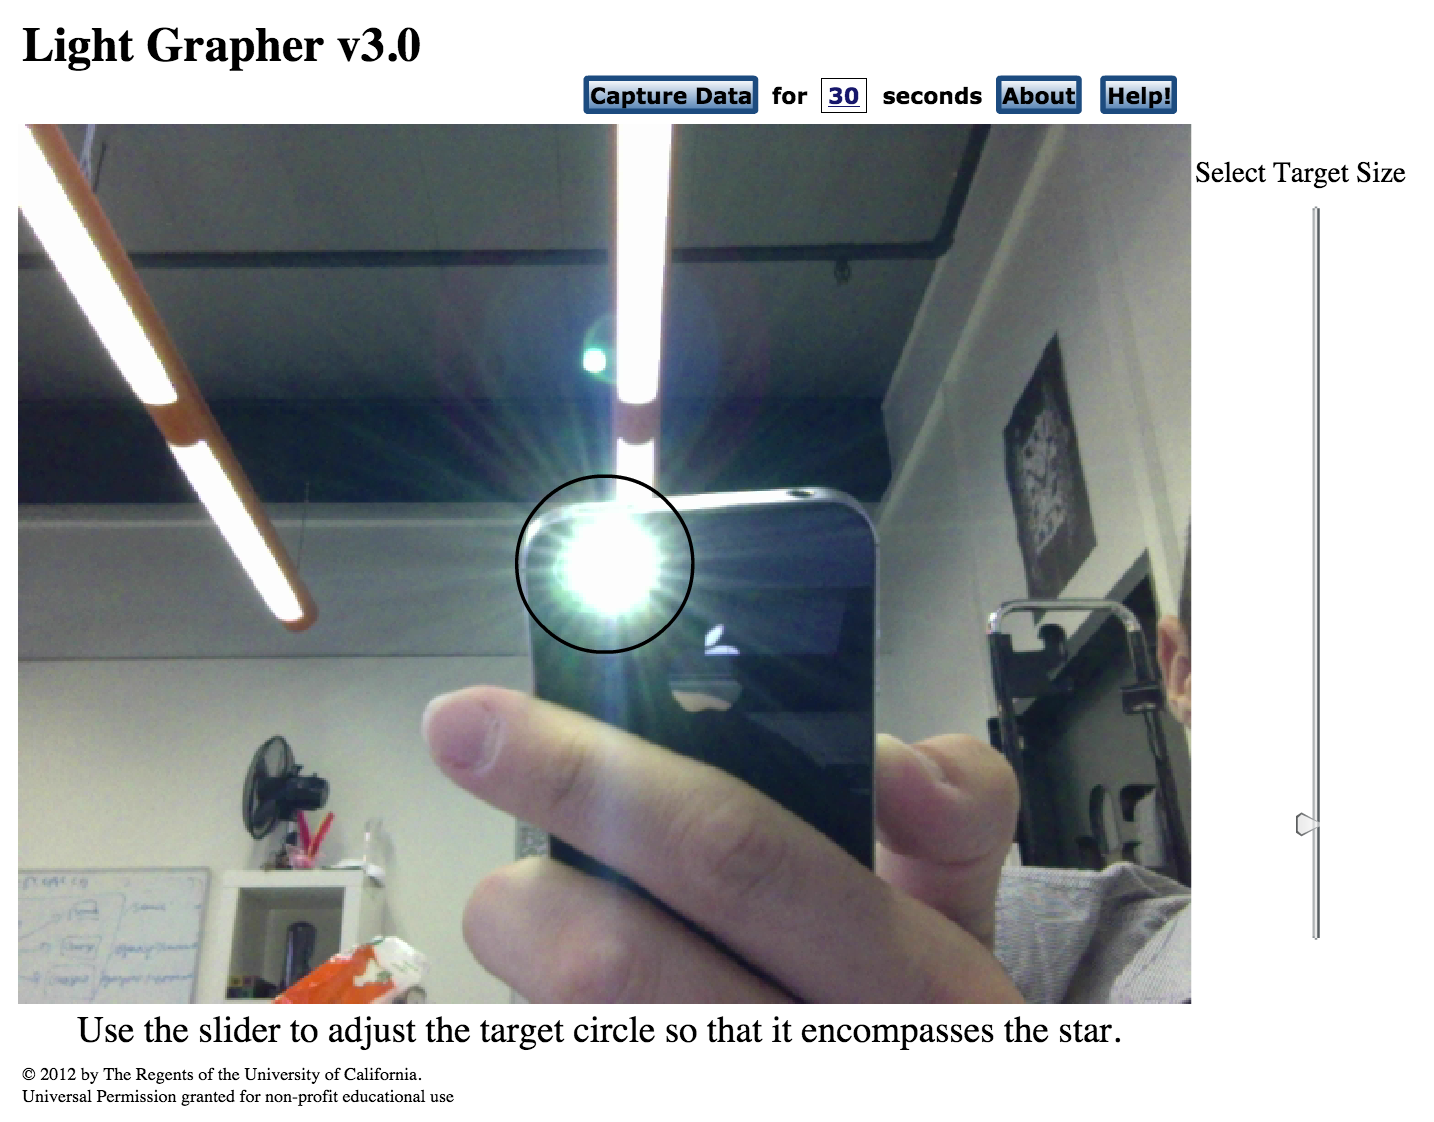 Light Grapher v3.0
Capture Data for 30 seconds About Help!
Select Target Size
Use the slider to adjust the target circle so that it encompasses the star.
© 2012 by The Regents of the University of California.
Universal Permission granted for non-profit educational use